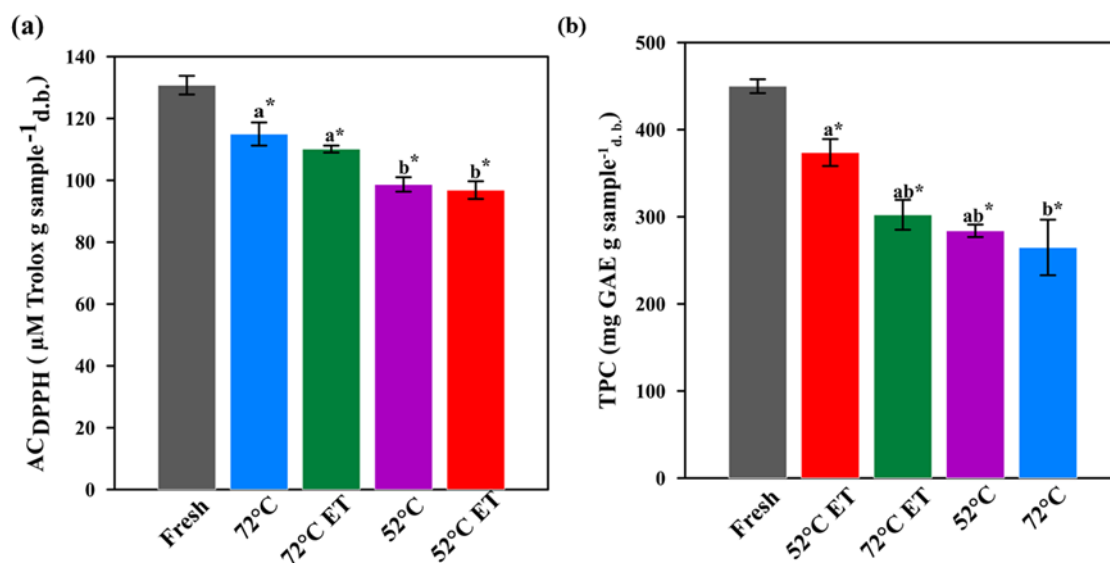 (a)
AC DPPH ( µM Trolox g sample⁻¹ d.b.)
140
120
100
80
60
40
20
0
a*
a*
b*
b*
Fresh
72°C
72°C ET
52°C
52°C ET
(b)
TPC (mg GAE g sample⁻¹ d. b.)
500
400
300
200
100
0
a*
ab*
ab*
b*
Fresh
52°C ET
72°C ET
52°C
72°C